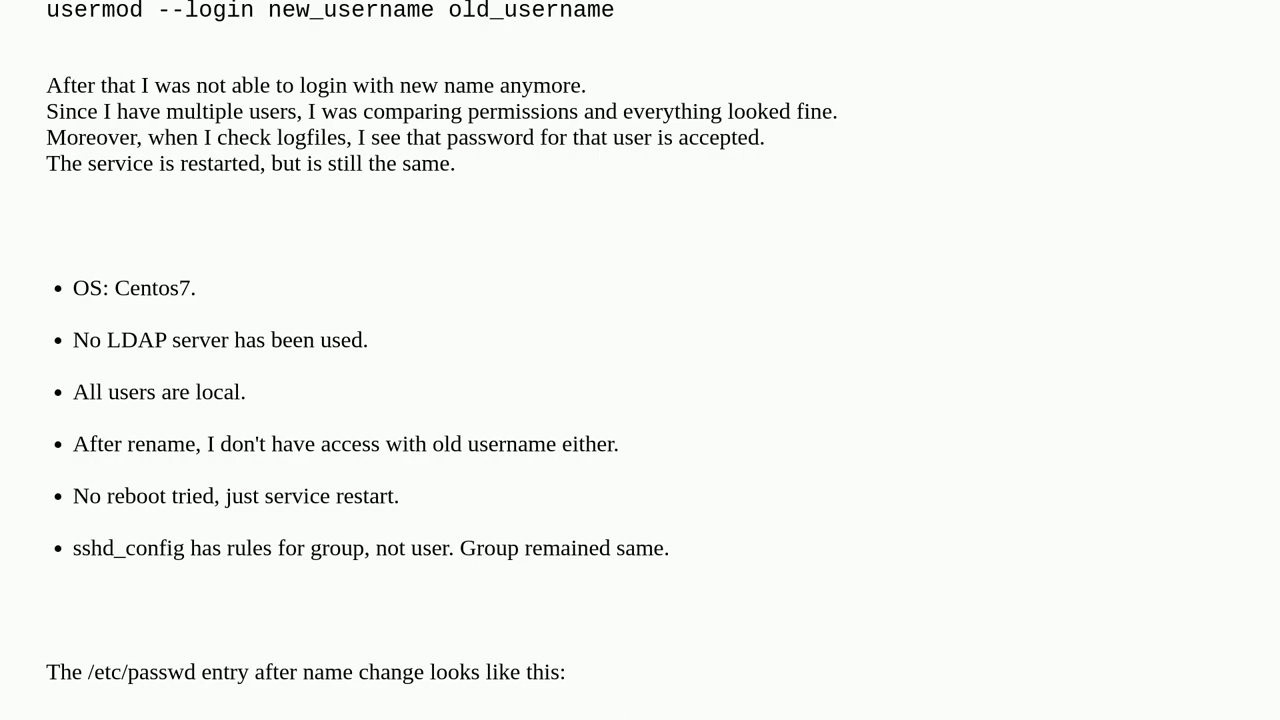 usermod --login new_username old_username
After that I was not able to login with new name anymore.
Since I have multiple users, I was comparing permissions and everything looked fine.
Moreover, when I check logfiles, I see that password for that user is accepted.
The service is restarted, but is still the same.
• OS: Centos7.
• No LDAP server has been used.
• All users are local.
• After rename, I don't have access with old username either.
• No reboot tried, just service restart.
• sshd_config has rules for group, not user. Group remained same.
The /etc/passwd entry after name change looks like this: